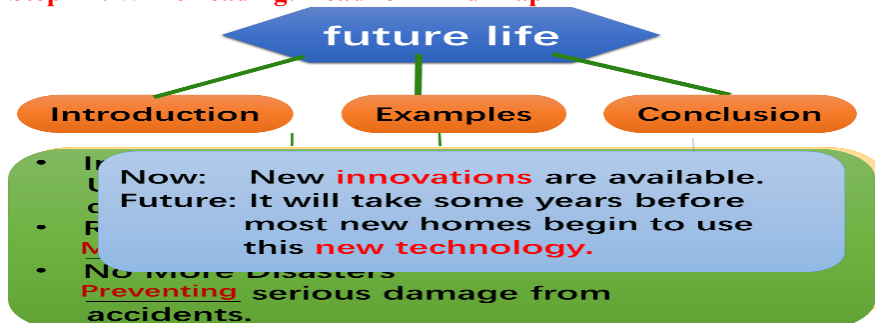 future life
Introduction Examples Conclusion
Now: New innovations are available.
Future: It will take some years before
most new homes begin to use
this new technology.
No More Disasters
Preventing serious damage from
accidents.